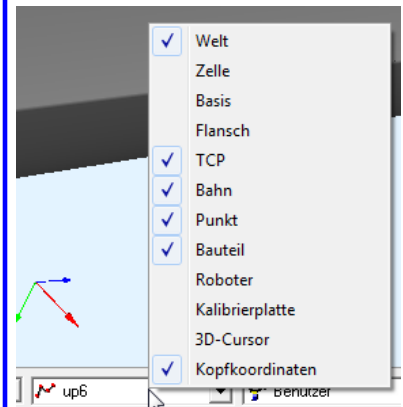 Welt
Zelle
Basis
Flansch
TCP
Bahn
Punkt
Bauteil
Roboter
Kalibrierplatte
3D-Cursor
Kopfkoordinaten
up6
Benutzer